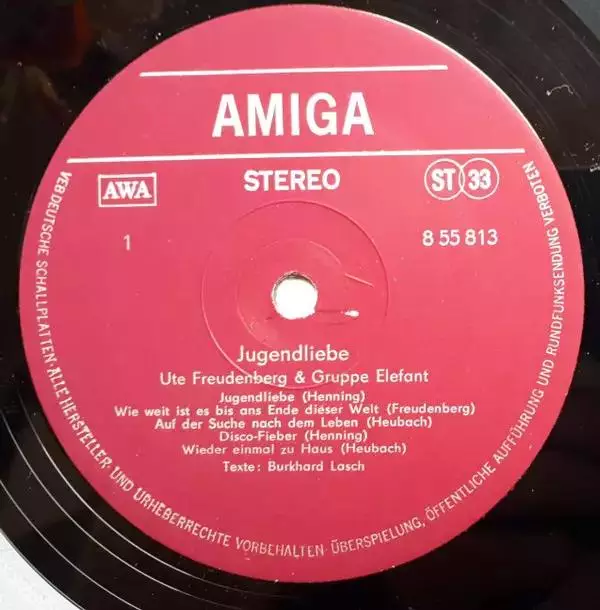 AMIGA
AWA
STEREO
ST 33
1
8 55 813
Jugendliebe
Ute Freudenberg & Gruppe Elefant
Jugendliebe (Henning)
Wie weit ist es bis ans Ende dieser Welt (Freudenberg)
Auf der Suche nach dem Leben (Heubach)
Disco-Fieber (Henning)
Wieder einmal zu Haus (Heubach)
Texte: Burkhard Lasch
VEB DEUTSCHE SCHALLPLATTEN · ALLE HERSTELLER- UND URHEBERRECHTE VORBEHALTEN · ÜBERSPIELUNG, ÖFFENTLICHE AUFFÜHRUNG UND RUNDFUNKSENDUNG VERBOTEN